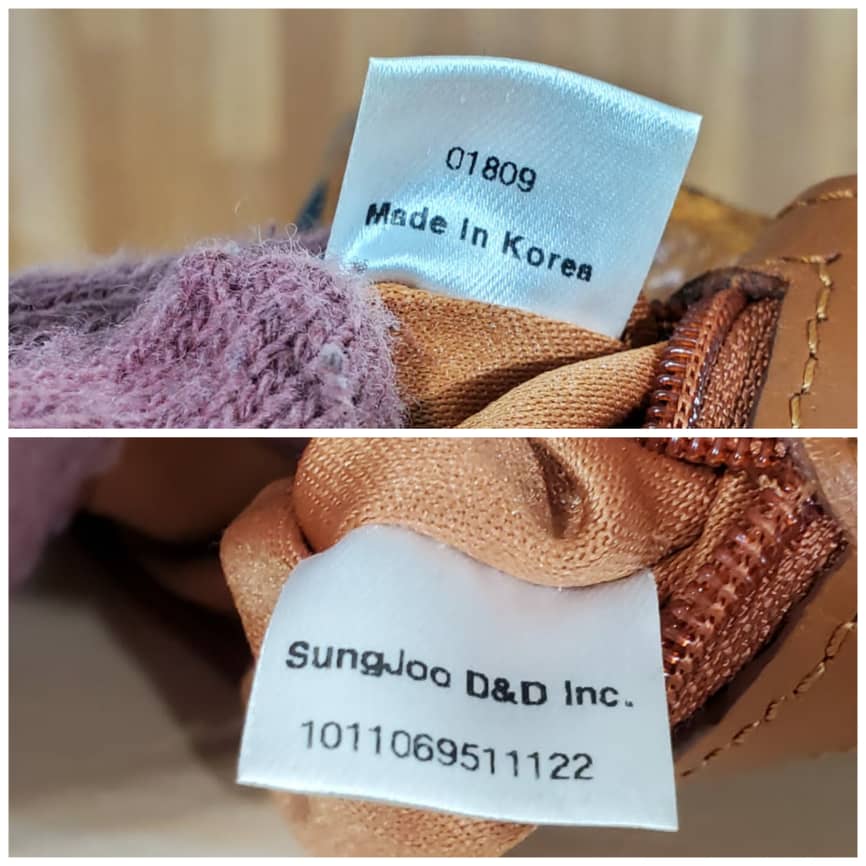 01809
Made in Korea
SungJoo D&D Inc.
1011069511122